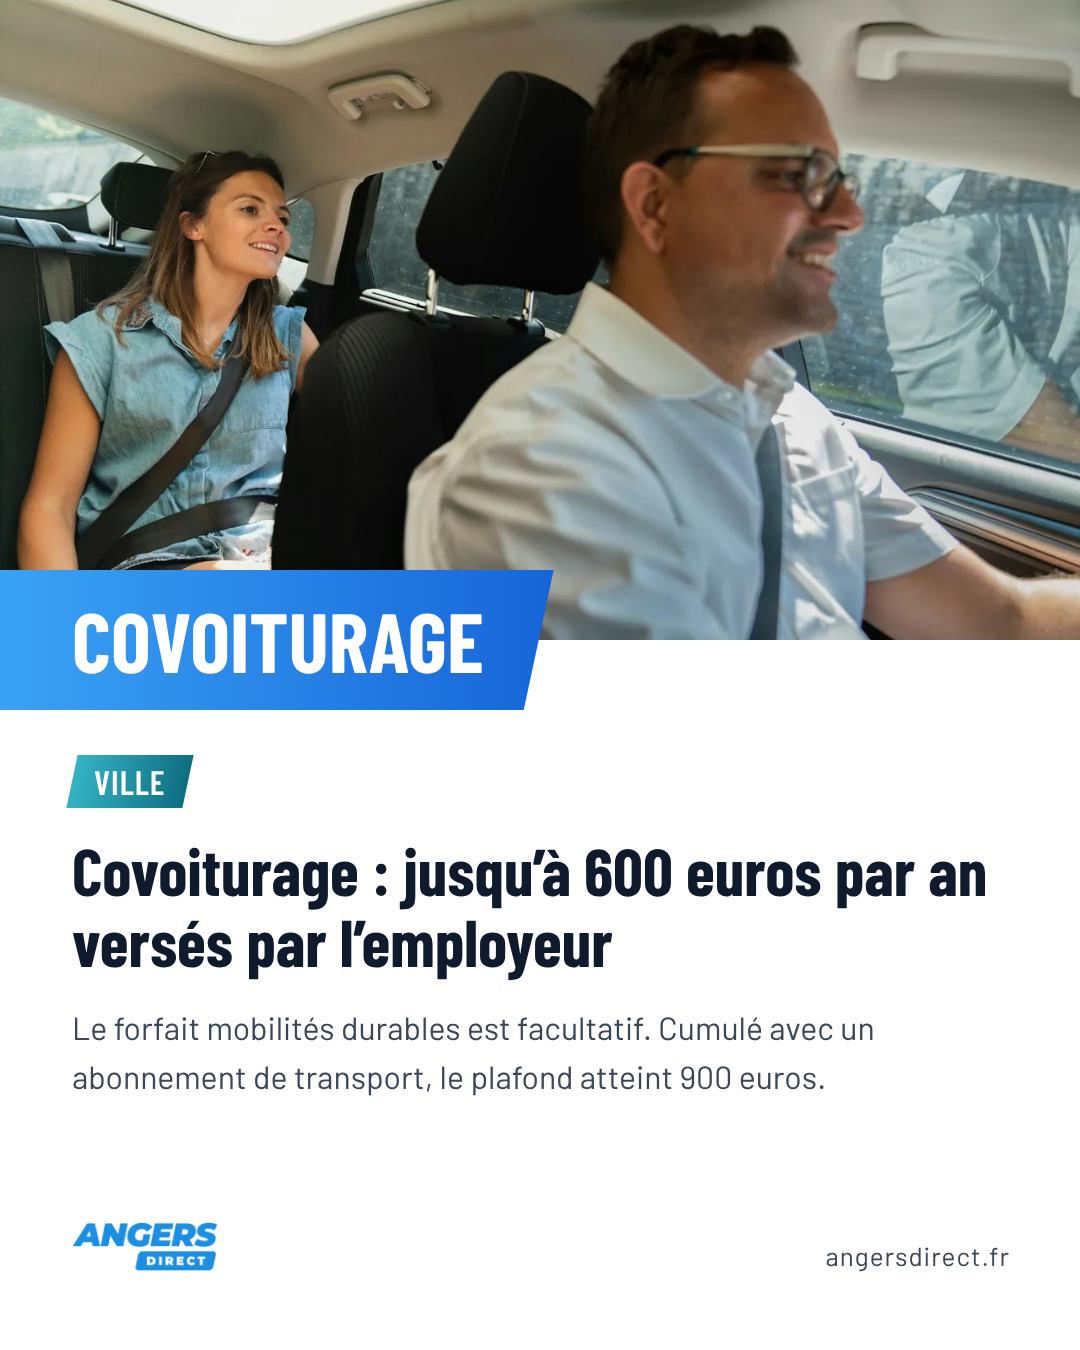 COVOITURAGE
VILLE
Covoiturage : jusqu’à 600 euros par an
versés par l’employeur
Le forfait mobilités durables est facultatif. Cumulé avec un
abonnement de transport, le plafond atteint 900 euros.
ANGERS
DIRECT
angersdirect.fr